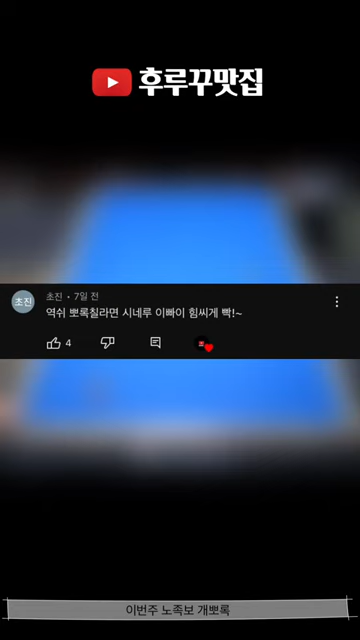 후루꾸맛집
초진
초진 • 7일 전
역쉬 뽀록칠라면 시네루 이빠이 힘씨게 빡!~
4
이번주 노족보 개뽀록